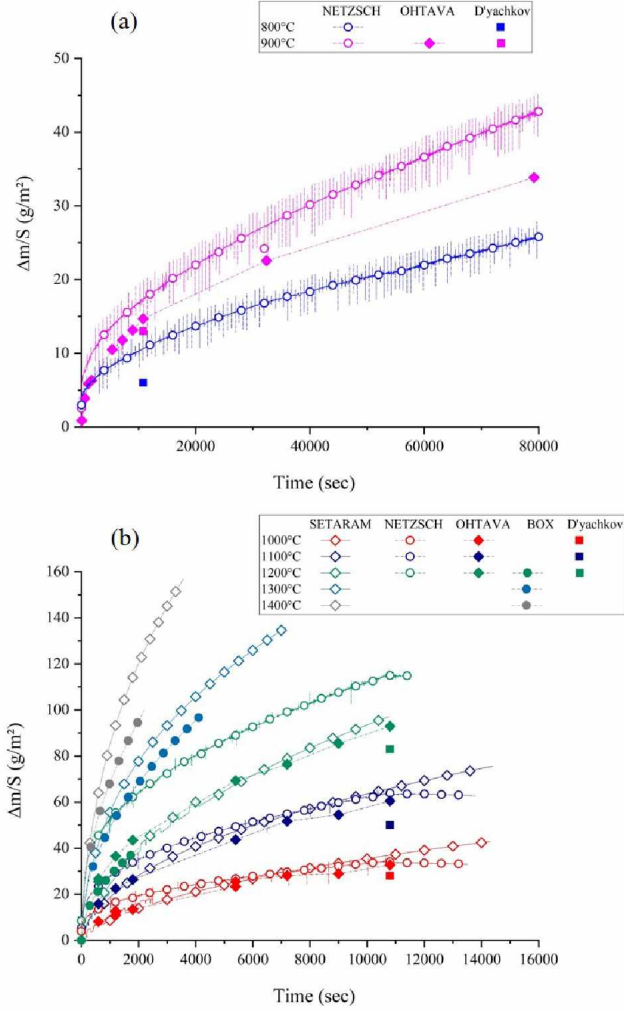 (a)
NETZSCH OHTAVA D'yachkov
800°C
900°C
50
40
30
20
10
0
Δm/S (g/m²)
20000 40000 60000 80000
Time (sec)
(b)
SETARAM NETZSCH OHTAVA BOX D'yachkov
1000°C
1100°C
1200°C
1300°C
1400°C
160
140
120
100
80
60
40
20
0
Δm/S (g/m²)
0 2000 4000 6000 8000 10000 12000 14000 16000
Time (sec)